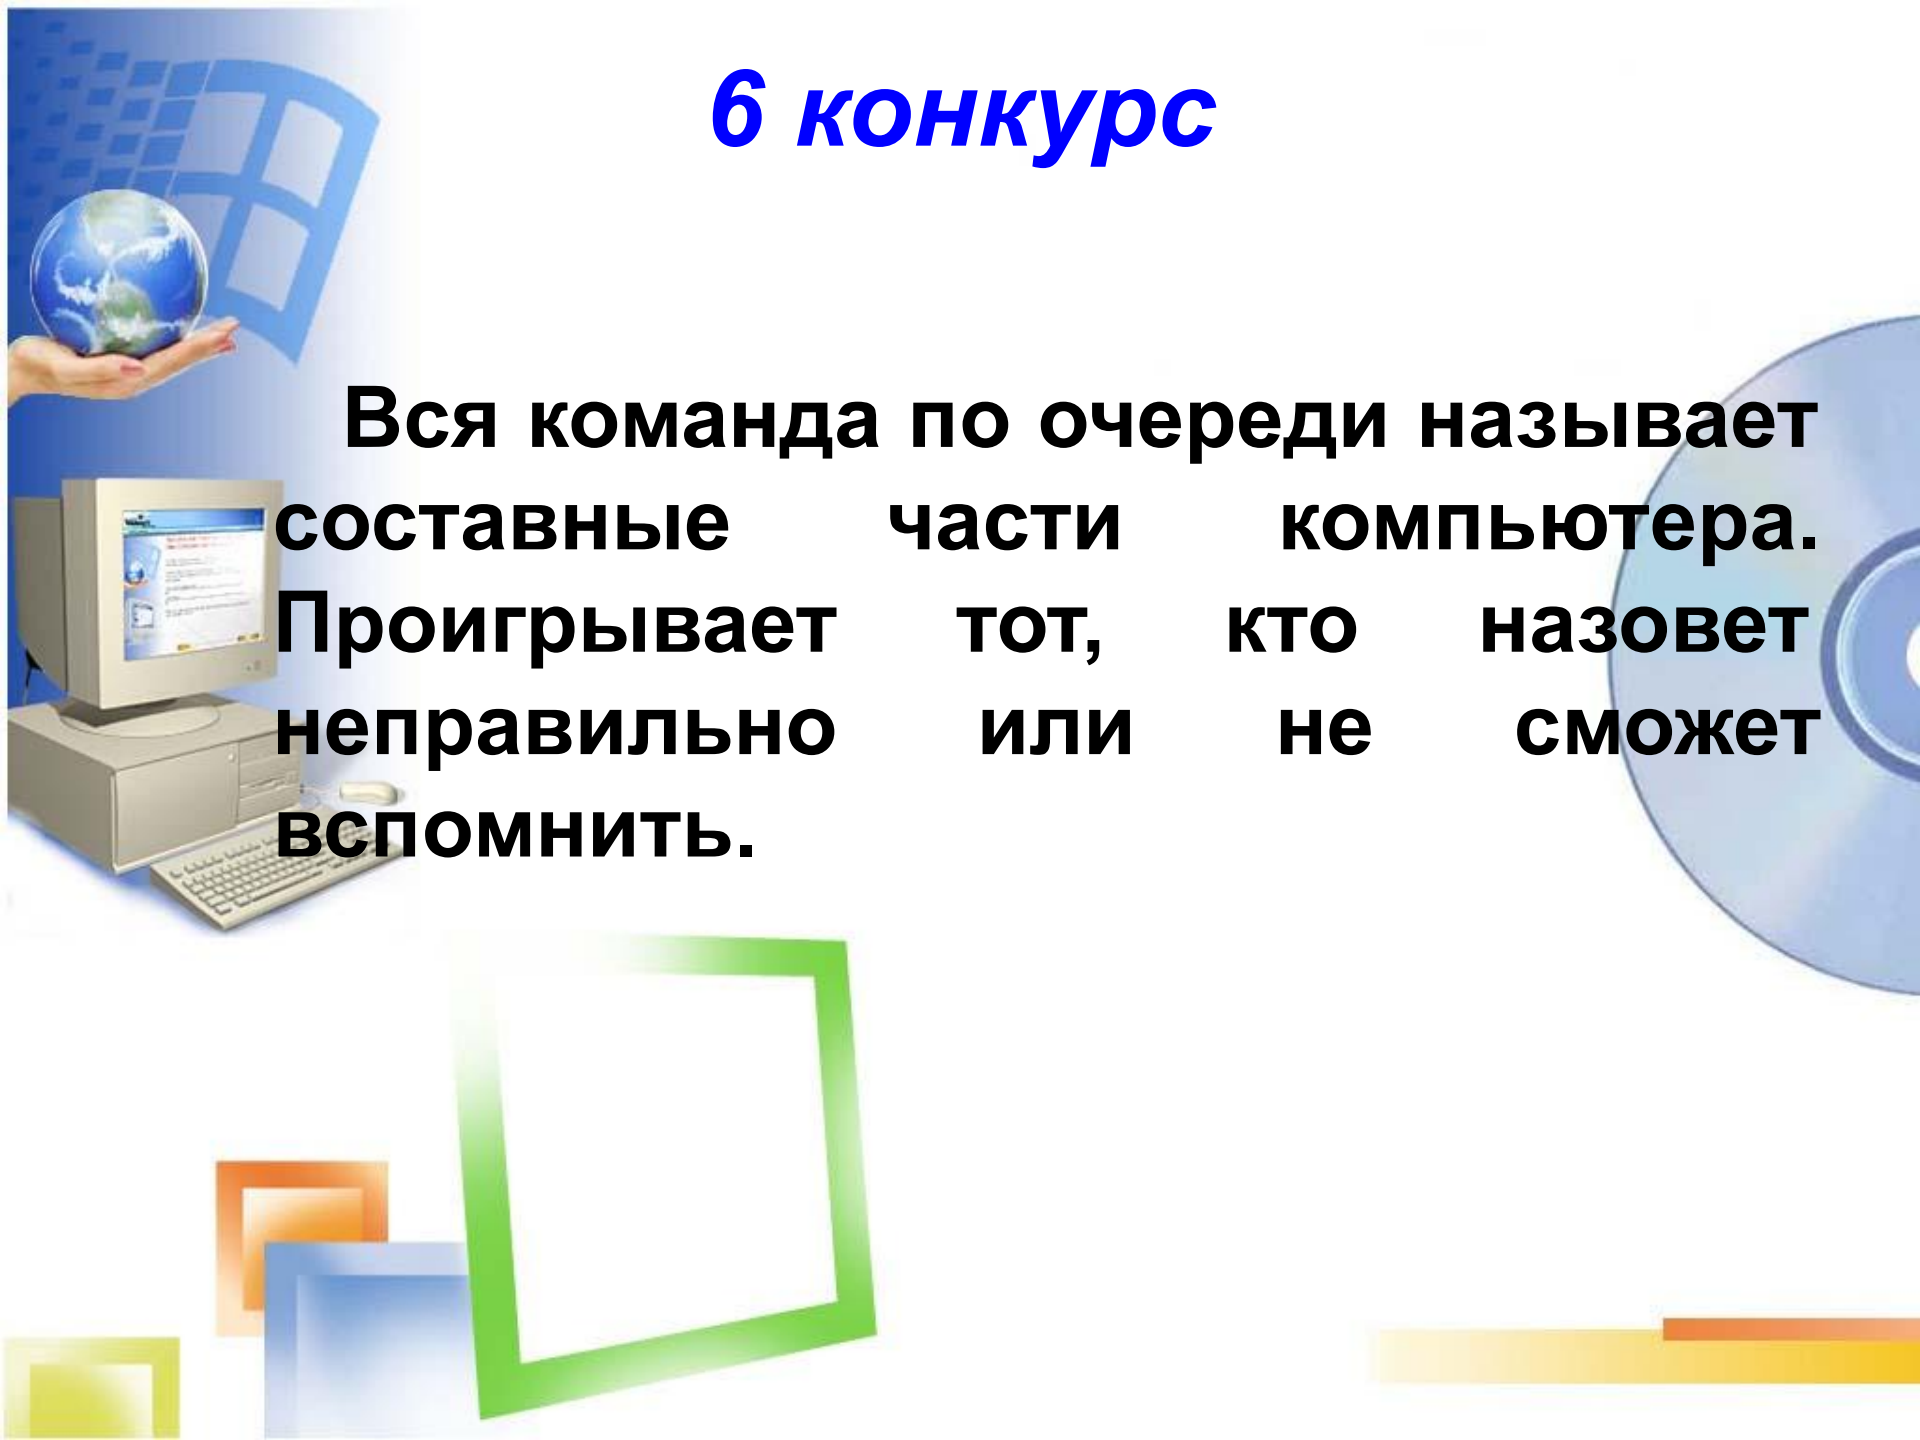 6 конкурс
Вся команда по очереди называет
составные части компьютера.
Проигрывает тот, кто назовет
неправильно или не сможет
вспомнить.